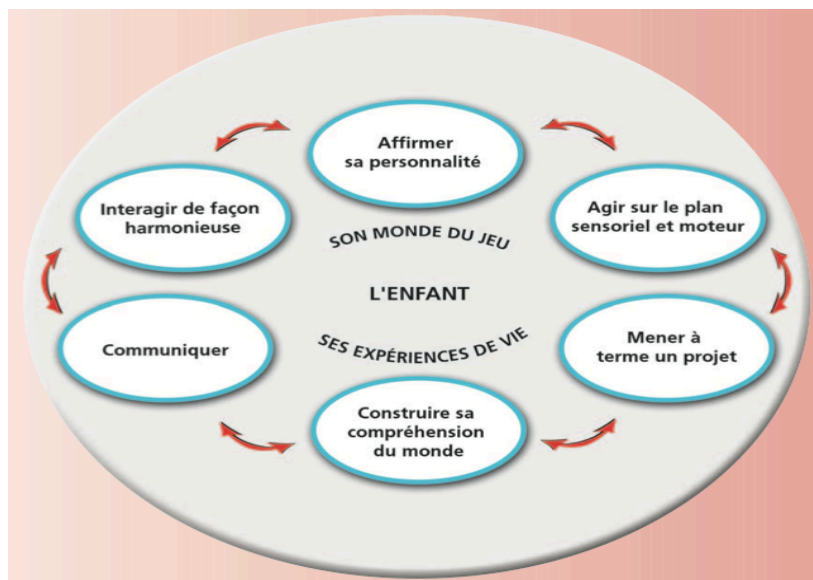 Affirmer
sa personnalité
Interagir de façon
harmonieuse
Agir sur le plan
sensoriel et moteur
SON MONDE DU JEU
L'ENFANT
SES EXPÉRIENCES DE VIE
Communiquer
Mener à
terme un projet
Construire sa
compréhension
du monde